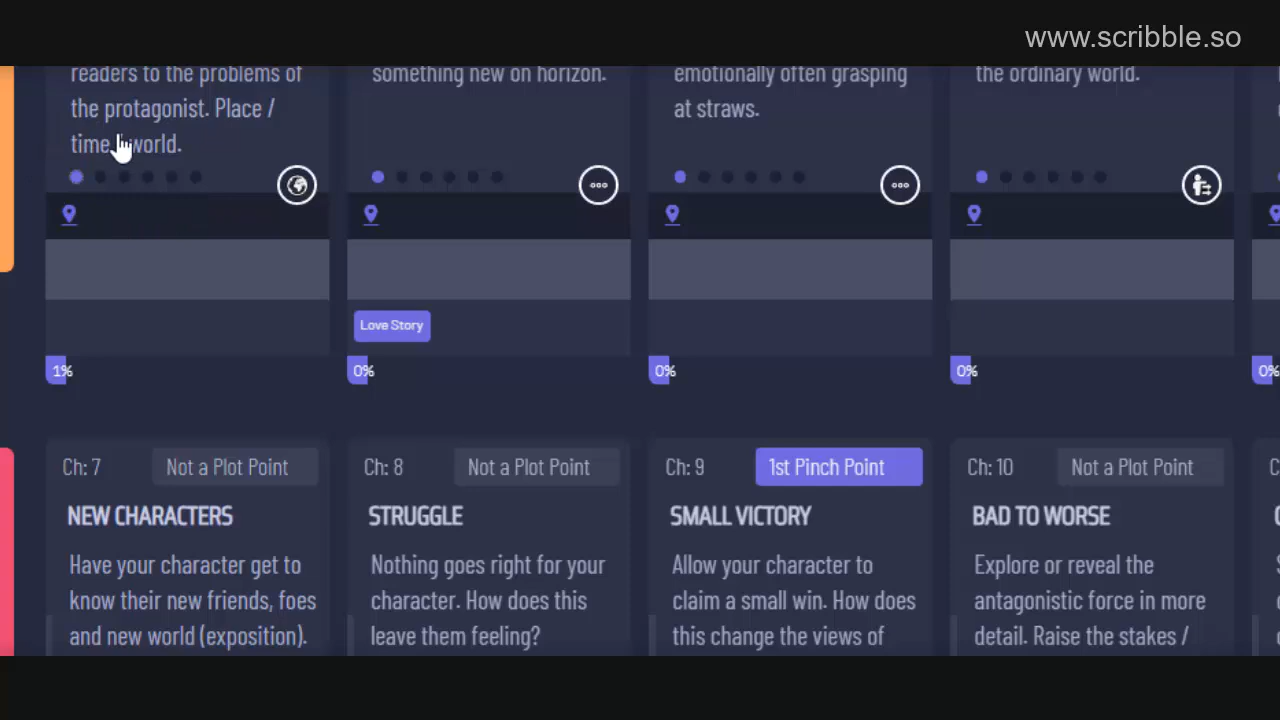 www.scribble.so
readers to the problems of
the protagonist. Place /
time / world.
something new on horizon.
emotionally often grasping
at straws.
the ordinary world.
Love Story
1%
0%
0%
0%
0%
Ch: 7
Not a Plot Point
NEW CHARACTERS
Have your character get to
know their new friends, foes
and new world (exposition).
Ch: 8
Not a Plot Point
STRUGGLE
Nothing goes right for your
character. How does this
leave them feeling?
Ch: 9
1st Pinch Point
SMALL VICTORY
Allow your character to
claim a small win. How does
this change the views of
Ch: 10
Not a Plot Point
BAD TO WORSE
Explore or reveal the
antagonistic force in more
detail. Raise the stakes /